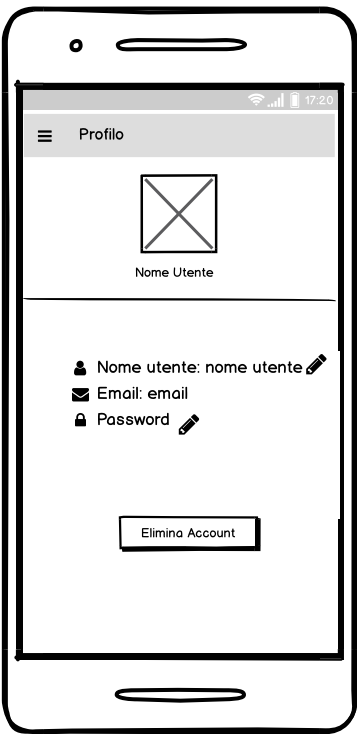 17:20
Profilo
Nome Utente
Nome utente: nome utente
Email: email
Password
Elimina Account